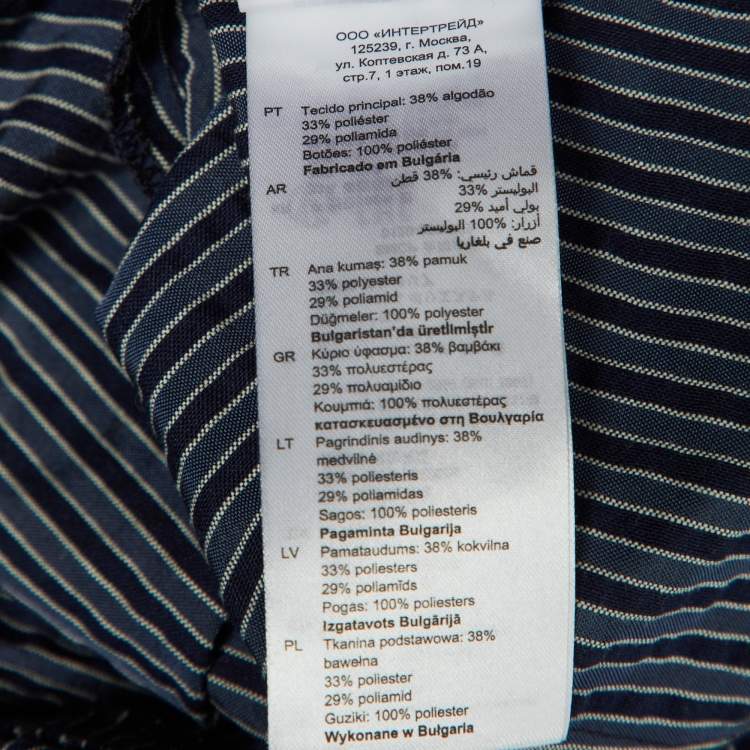 ООО «ИНТЕРТРЕЙД»
125239, г. Москва,
ул. Коптевская д. 73 А,
стр.7, 1 этаж, пом.19
PT Tecido principal: 38% algodão
33% poliéster
29% poliamida
Botões: 100% poliéster
Fabricado em Bulgária
AR قماش رئيسي: 38% قطن
البوليستر 33%
بولي أميد 29%
أزرار: 100% البوليستر
صنع في بلغاريا
TR Ana kumaş: 38% pamuk
33% polyester
29% poliamid
Düğmeler: 100% polyester
Bulgaristan'da üretilmiştir
GR Κύριο ύφασμα: 38% βαμβάκι
33% πολυεστέρας
29% πολυαμίδιο
Κουμπιά: 100% πολυεστέρας
κατασκευασμένο στη Βουλγαρία
LT Pagrindinis audinys: 38%
medvilnė
33% poliesteris
29% poliamidas
Sagos: 100% poliesteris
Pagaminta Bulgarija
LV Pamataudums: 38% kokvilna
33% poliesters
29% poliamīds
Pogas: 100% poliesters
Izgatavots Bulgārijā
PL Tkanina podstawowa: 38%
bawełna
33% poliester
29% poliamid
Guziki: 100% poliester
Wykonane w Bułgaria